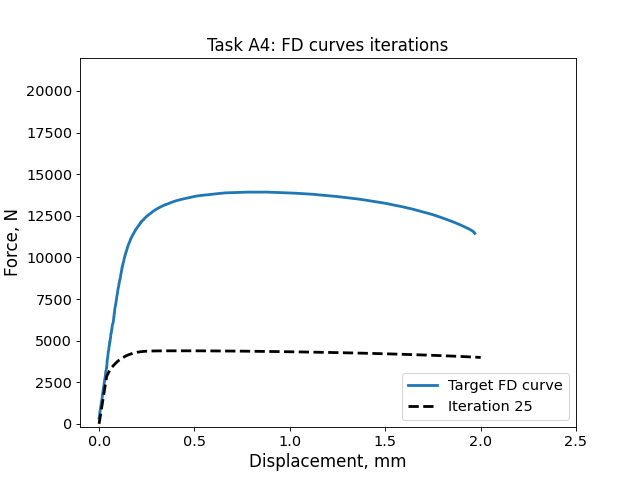 Task A4: FD curves iterations
Force, N
20000
17500
15000
12500
10000
7500
5000
2500
0
0.0 0.5 1.0 1.5 2.0 2.5
Displacement, mm
Target FD curve
Iteration 25